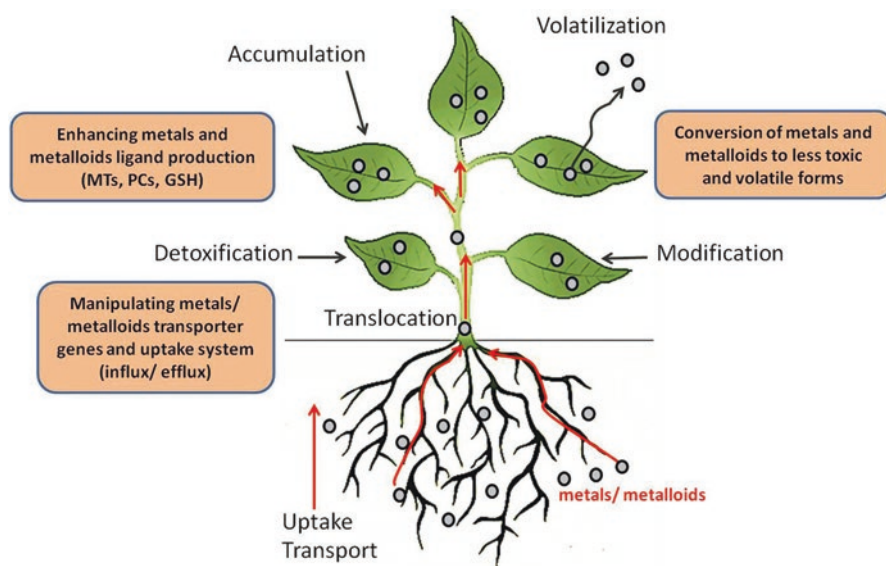 Volatilization
Accumulation
Enhancing metals and
metalloids ligand production
(MTs, PCs, GSH)
Conversion of metals and
metalloids to less toxic
and volatile forms
Detoxification
Modification
Manipulating metals/
metalloids transporter
genes and uptake system
(influx/ efflux)
Translocation
metals/ metalloids
Uptake
Transport